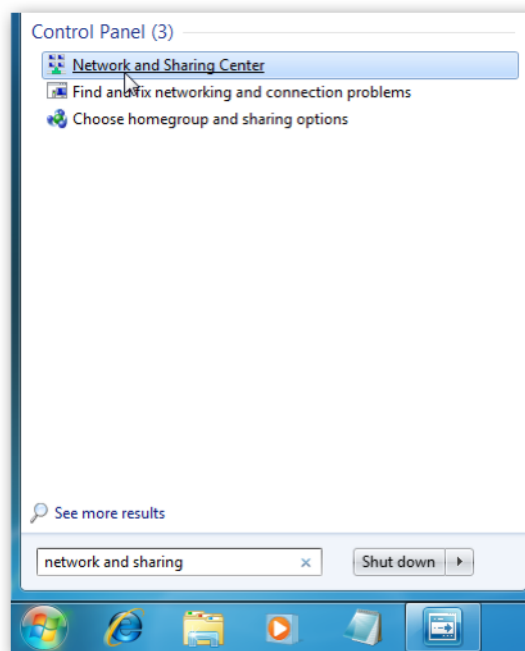 Control Panel (3)
Network and Sharing Center
Find and fix networking and connection problems
Choose homegroup and sharing options
See more results
network and sharing
Shut down